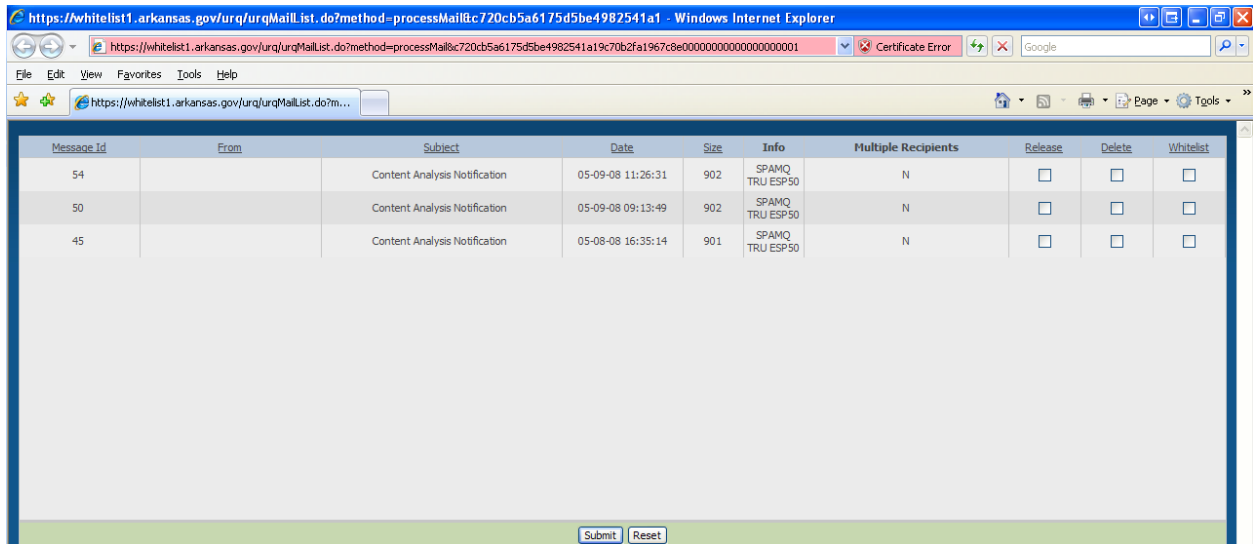 https://whitelist1.arkansas.gov/urq/urqMailList.do?method=processMail&c720cb5a6175d5be4982541a1 - Windows Internet Explorer
https://whitelist1.arkansas.gov/urq/urqMailList.do?method=processMail&c720cb5a6175d5be4982541a19c70b2fa1967c8e00000000000000000001 Certificate Error Google
File Edit View Favorites Tools Help
https://whitelist1.arkansas.gov/urq/urqMailList.do?m... Page Tools »
Message Id From Subject Date Size Info Multiple Recipients Release Delete Whitelist
54 Content Analysis Notification 05-09-08 11:26:31 902 SPAMQ TRU ESP50 N
50 Content Analysis Notification 05-09-08 09:13:49 902 SPAMQ TRU ESP50 N
45 Content Analysis Notification 05-08-08 16:35:14 901 SPAMQ TRU ESP50 N
Submit Reset